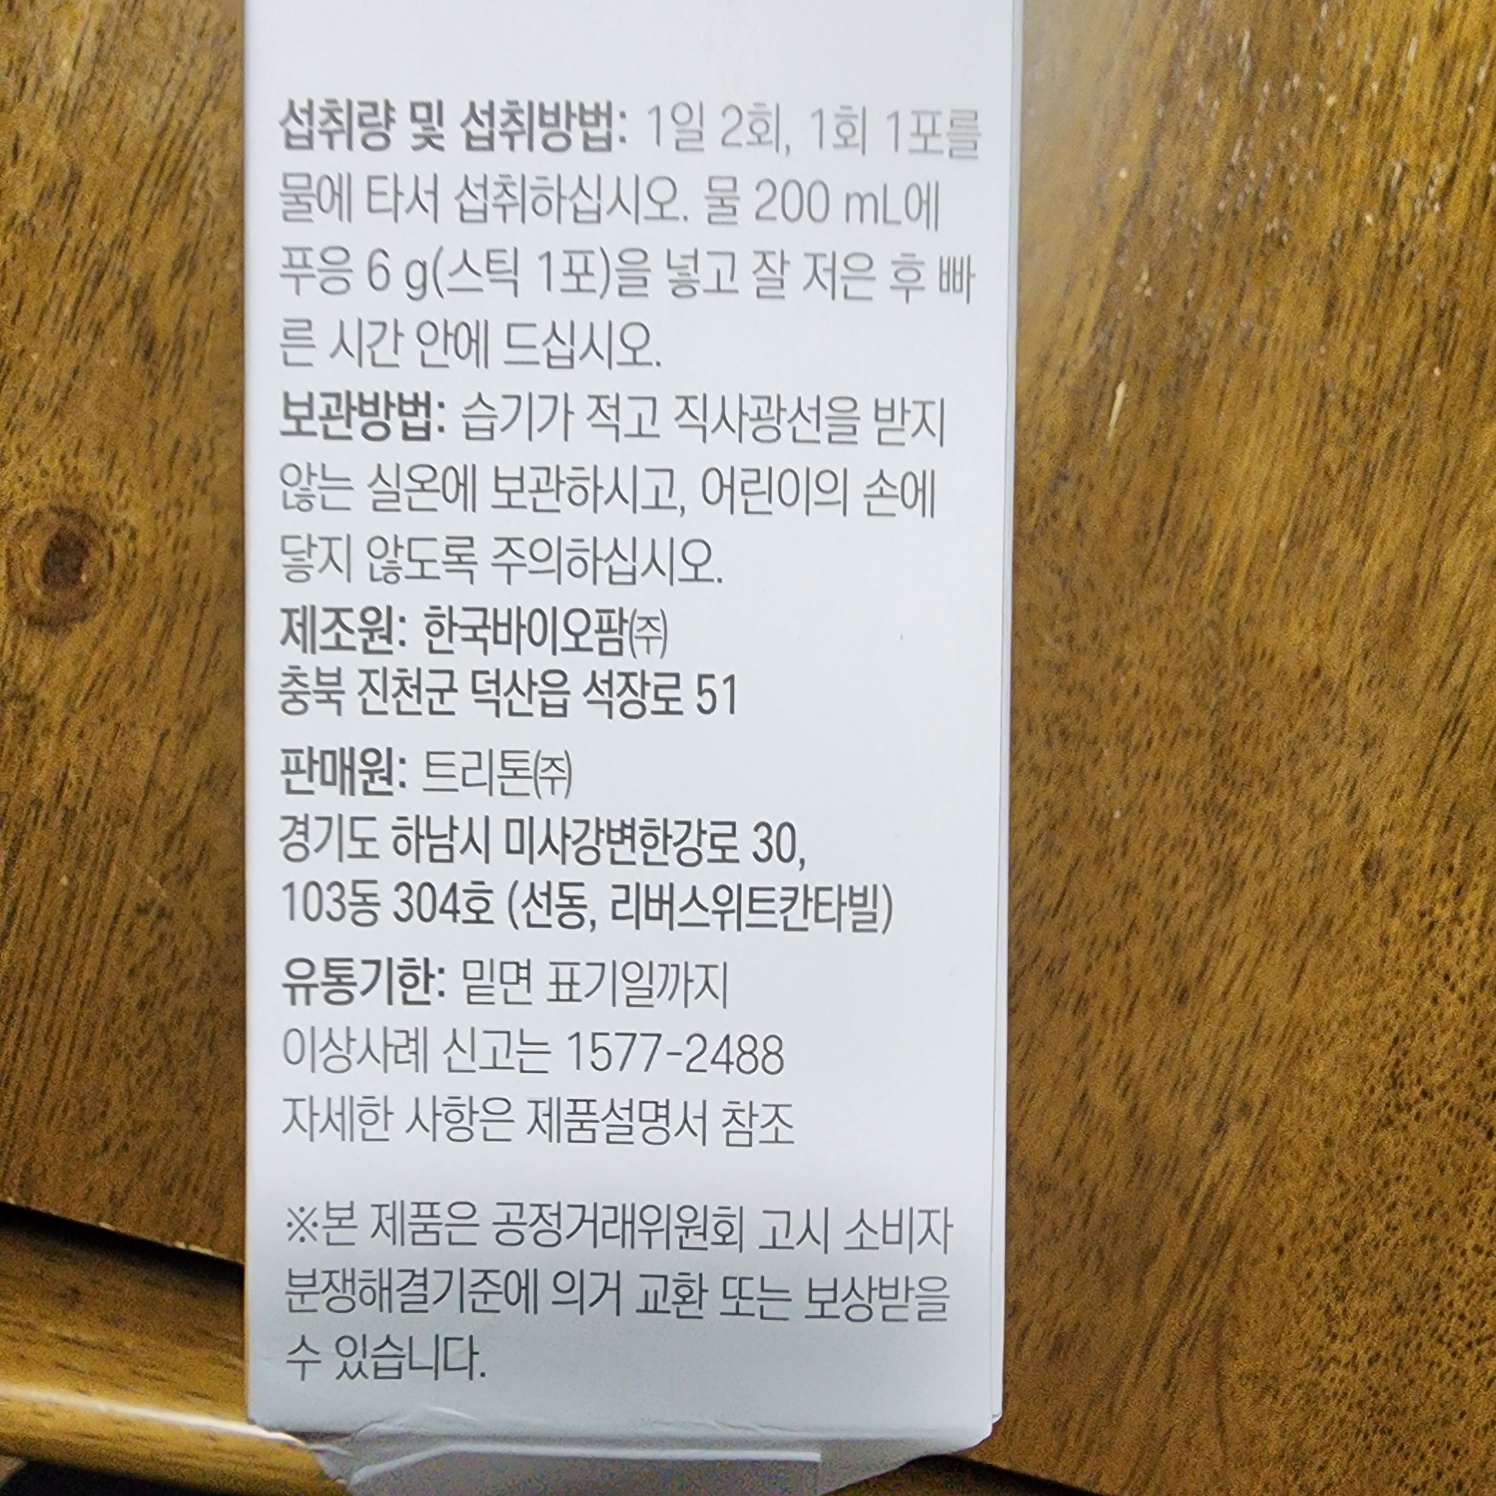 섭취량 및 섭취방법: 1일 2회, 1회 1포를
물에 타서 섭취하십시오. 물 200 mL에
푸응 6 g(스틱 1포)을 넣고 잘 저은 후 빠
른 시간 안에 드십시오.
보관방법: 습기가 적고 직사광선을 받지
않는 실온에 보관하시고, 어린이의 손에
닿지 않도록 주의하십시오.
제조원: 한국바이오팜㈜
충북 진천군 덕산읍 석장로 51
판매원: 트리톤㈜
경기도 하남시 미사강변한강로 30,
103동 304호 (선동, 리버스위트칸타빌)
유통기한: 밑면 표기일까지
이상사례 신고는 1577-2488
자세한 사항은 제품설명서 참조
※본 제품은 공정거래위원회 고시 소비자
분쟁해결기준에 의거 교환 또는 보상받을
수 있습니다.